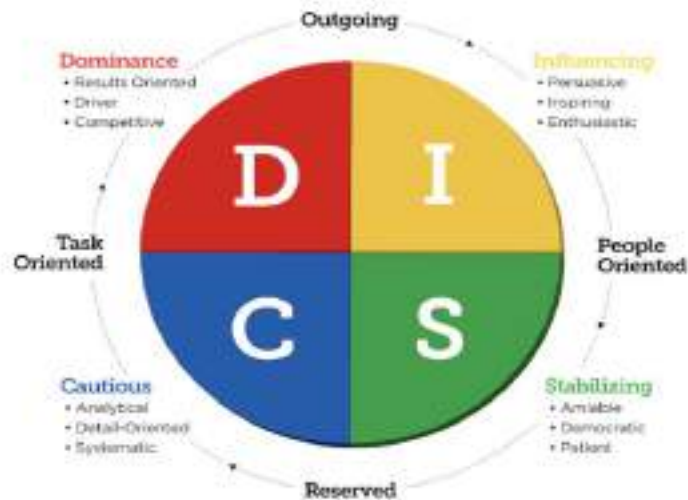 Outgoing
Dominance
• Results Oriented
• Driver
• Competitive
Influencing
• Persuasive
• Inspiring
• Enthusiastic
D
I
Task
Oriented
People
Oriented
C
S
Cautious
• Analytical
• Detail-Oriented
• Systematic
Stabilizing
• Amiable
• Democratic
• Patient
Reserved